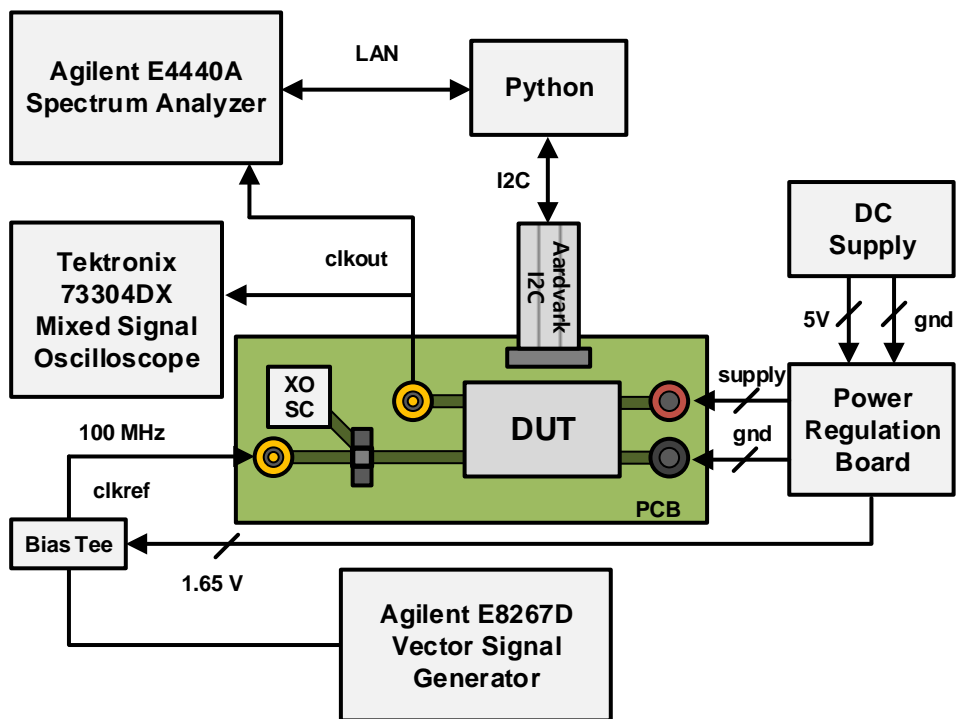 Agilent E4440A
Spectrum Analyzer
LAN
Python
I2C
Aardvark
I2C
DC
Supply
5V
gnd
Tektronix
73304DX
Mixed Signal
Oscilloscope
clkout
XO
SC
DUT
supply
gnd
Power
Regulation
Board
100 MHz
clkref
PCB
Bias Tee
1.65 V
Agilent E8267D
Vector Signal
Generator